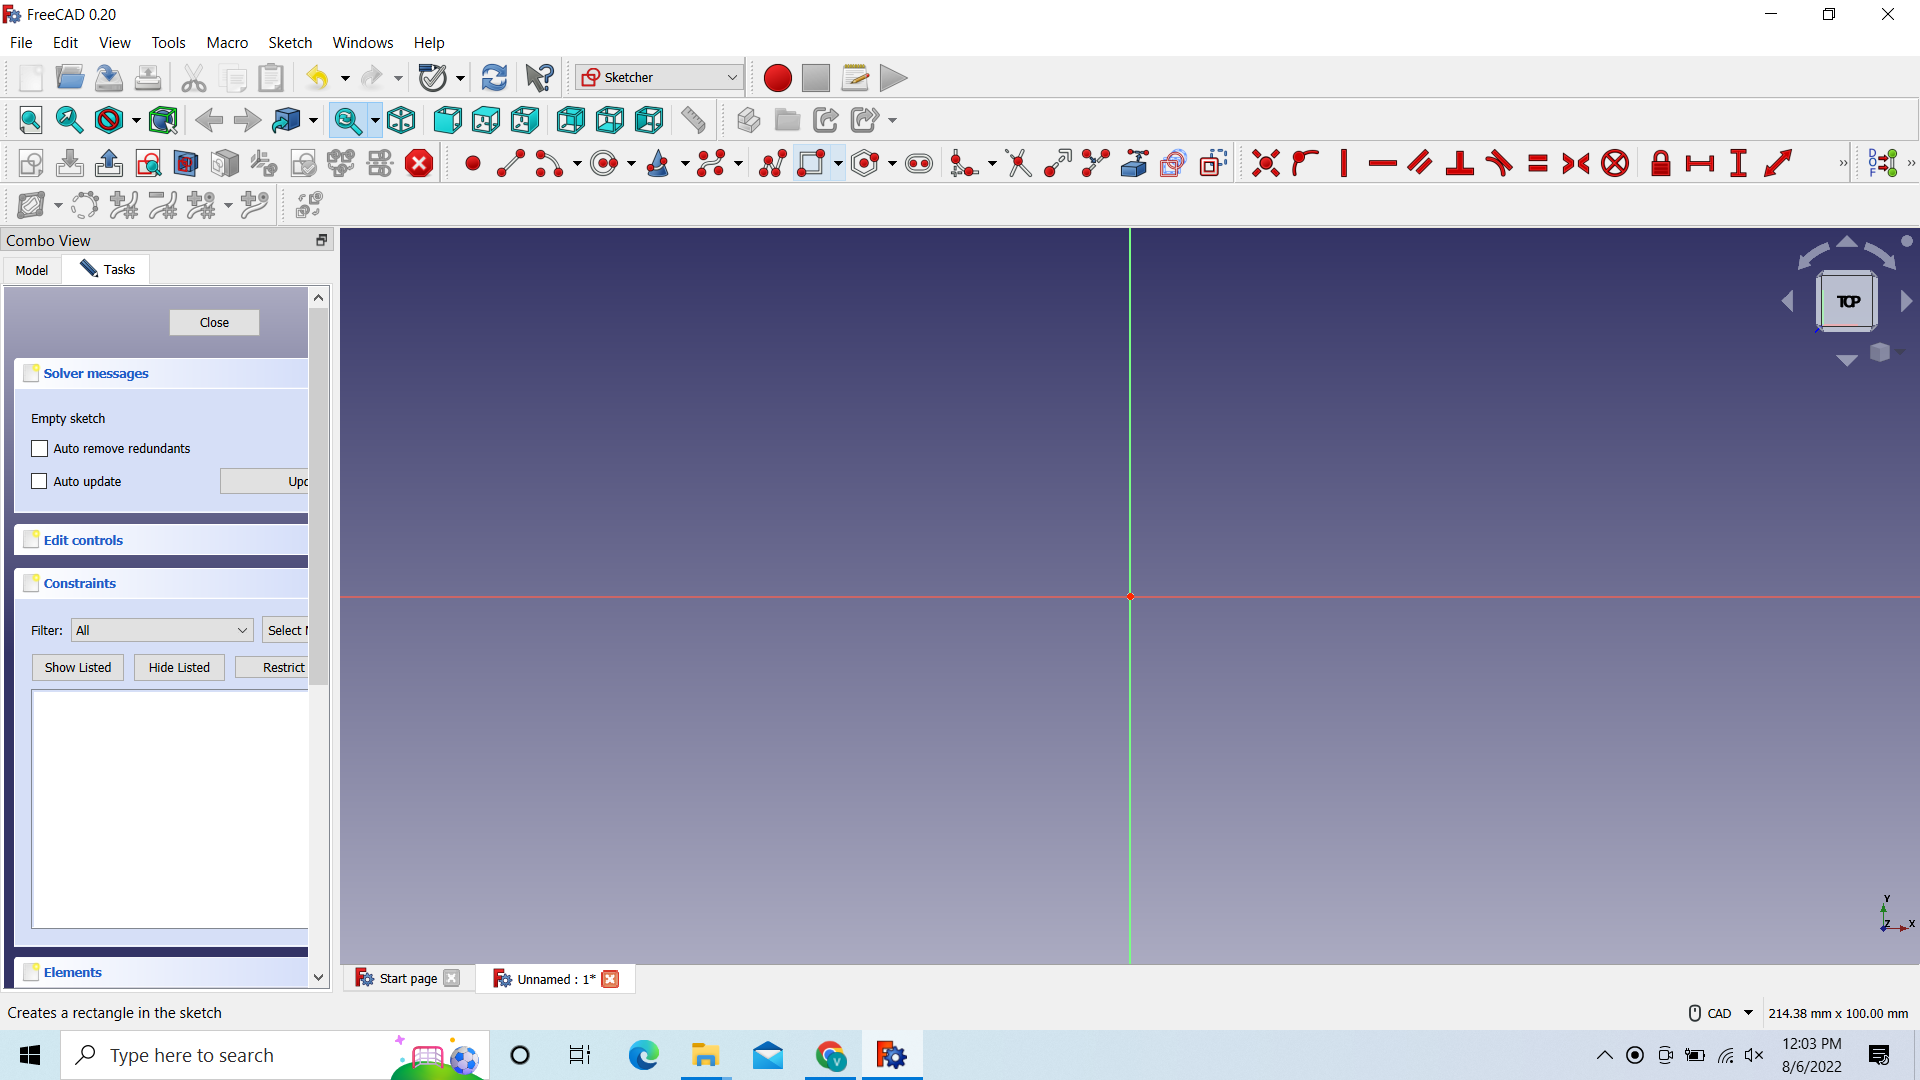 FreeCAD 0.20
File Edit View Tools Macro Sketch Windows Help
Sketcher
Combo View
Model Tasks
Close
Solver messages
Empty sketch
Auto remove redundants
Auto update Upd
Edit controls
Constraints
Filter: All Select
Show Listed Hide Listed Restrict
Elements
TOP
Y
Z X
Start page Unnamed : 1*
Creates a rectangle in the sketch CAD 214.38 mm x 100.00 mm
Type here to search
12:03 PM
8/6/2022